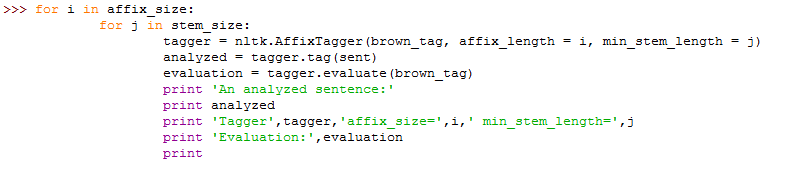 >>> for i in affix_size:
        for j in stem_size:
                tagger = nltk.AffixTagger(brown_tag, affix_length = i, min_stem_length = j)
                analyzed = tagger.tag(sent)
                evaluation = tagger.evaluate(brown_tag)
                print 'An analyzed sentence:'
                print analyzed
                print 'Tagger',tagger,'affix_size=',i,' min_stem_length=',j
                print 'Evaluation:',evaluation
                print